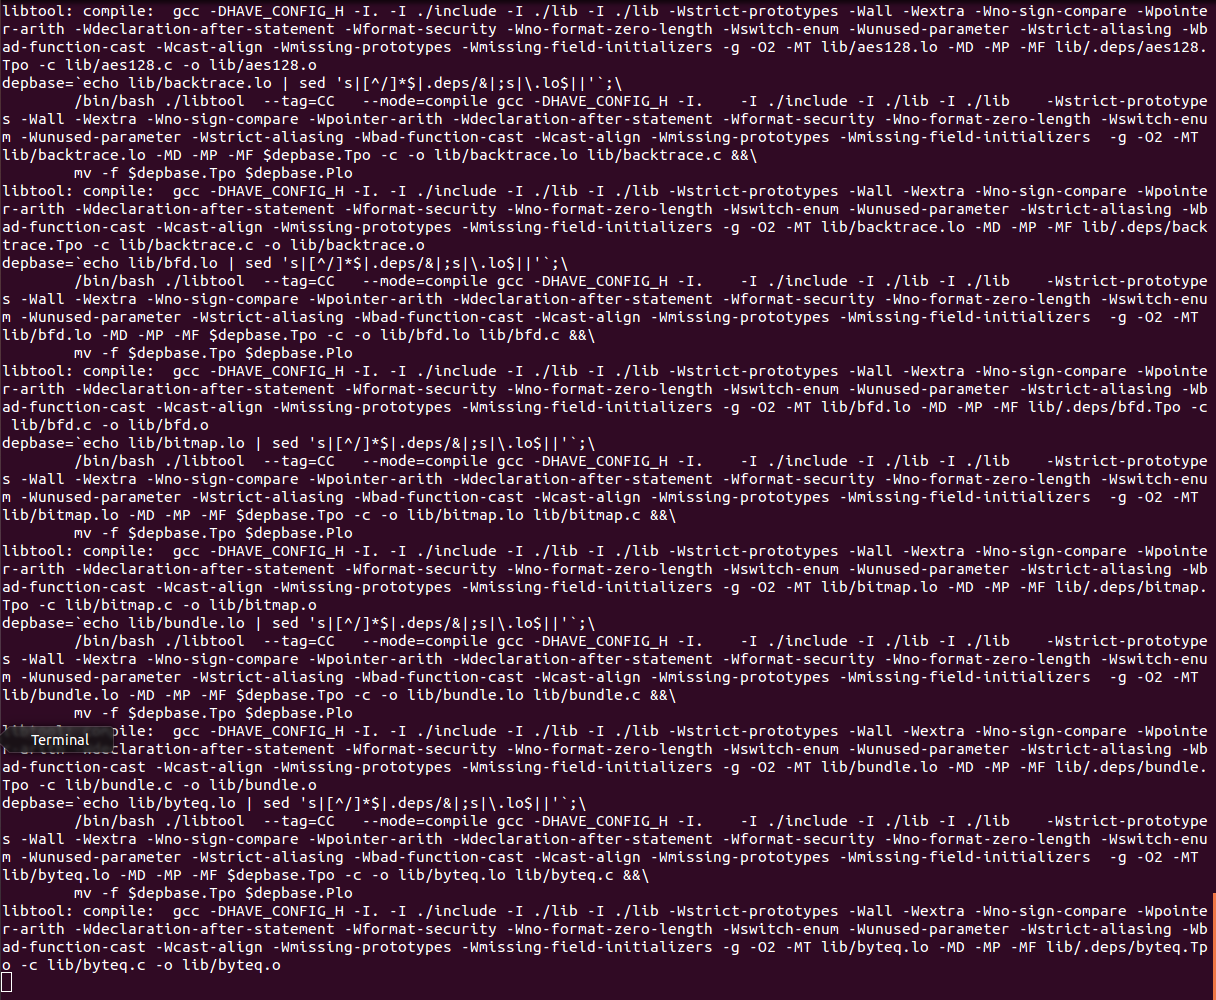 libtool: compile:  gcc -DHAVE_CONFIG_H -I. -I ./include -I ./lib -I ./lib -Wstrict-prototypes -Wall -Wextra -Wno-sign-compare -Wpointe
r-arith -Wdeclaration-after-statement -Wformat-security -Wno-format-zero-length -Wswitch-enum -Wunused-parameter -Wstrict-aliasing -Wb
ad-function-cast -Wcast-align -Wmissing-prototypes -Wmissing-field-initializers -g -O2 -MT lib/aes128.lo -MD -MP -MF lib/.deps/aes128.
Tpo -c lib/aes128.c -o lib/aes128.o
depbase=`echo lib/backtrace.lo | sed 's|[^/]*$|.deps/&|;s|\.lo$||'`;\
        /bin/bash ./libtool  --tag=CC   --mode=compile gcc -DHAVE_CONFIG_H -I.    -I ./include -I ./lib -I ./lib    -Wstrict-prototype
s -Wall -Wextra -Wno-sign-compare -Wpointer-arith -Wdeclaration-after-statement -Wformat-security -Wno-format-zero-length -Wswitch-enu
m -Wunused-parameter -Wstrict-aliasing -Wbad-function-cast -Wcast-align -Wmissing-prototypes -Wmissing-field-initializers  -g -O2 -MT
lib/backtrace.lo -MD -MP -MF $depbase.Tpo -c -o lib/backtrace.lo lib/backtrace.c &&\
        mv -f $depbase.Tpo $depbase.Plo
libtool: compile:  gcc -DHAVE_CONFIG_H -I. -I ./include -I ./lib -I ./lib -Wstrict-prototypes -Wall -Wextra -Wno-sign-compare -Wpointe
r-arith -Wdeclaration-after-statement -Wformat-security -Wno-format-zero-length -Wswitch-enum -Wunused-parameter -Wstrict-aliasing -Wb
ad-function-cast -Wcast-align -Wmissing-prototypes -Wmissing-field-initializers -g -O2 -MT lib/backtrace.lo -MD -MP -MF lib/.deps/back
trace.Tpo -c lib/backtrace.c -o lib/backtrace.o
depbase=`echo lib/bfd.lo | sed 's|[^/]*$|.deps/&|;s|\.lo$||'`;\
        /bin/bash ./libtool  --tag=CC   --mode=compile gcc -DHAVE_CONFIG_H -I.    -I ./include -I ./lib -I ./lib    -Wstrict-prototype
s -Wall -Wextra -Wno-sign-compare -Wpointer-arith -Wdeclaration-after-statement -Wformat-security -Wno-format-zero-length -Wswitch-enu
m -Wunused-parameter -Wstrict-aliasing -Wbad-function-cast -Wcast-align -Wmissing-prototypes -Wmissing-field-initializers  -g -O2 -MT
lib/bfd.lo -MD -MP -MF $depbase.Tpo -c -o lib/bfd.lo lib/bfd.c &&\
        mv -f $depbase.Tpo $depbase.Plo
libtool: compile:  gcc -DHAVE_CONFIG_H -I. -I ./include -I ./lib -I ./lib -Wstrict-prototypes -Wall -Wextra -Wno-sign-compare -Wpointe
r-arith -Wdeclaration-after-statement -Wformat-security -Wno-format-zero-length -Wswitch-enum -Wunused-parameter -Wstrict-aliasing -Wb
ad-function-cast -Wcast-align -Wmissing-prototypes -Wmissing-field-initializers -g -O2 -MT lib/bfd.lo -MD -MP -MF lib/.deps/bfd.Tpo -c
 lib/bfd.c -o lib/bfd.o
depbase=`echo lib/bitmap.lo | sed 's|[^/]*$|.deps/&|;s|\.lo$||'`;\
        /bin/bash ./libtool  --tag=CC   --mode=compile gcc -DHAVE_CONFIG_H -I.    -I ./include -I ./lib -I ./lib    -Wstrict-prototype
s -Wall -Wextra -Wno-sign-compare -Wpointer-arith -Wdeclaration-after-statement -Wformat-security -Wno-format-zero-length -Wswitch-enu
m -Wunused-parameter -Wstrict-aliasing -Wbad-function-cast -Wcast-align -Wmissing-prototypes -Wmissing-field-initializers  -g -O2 -MT
lib/bitmap.lo -MD -MP -MF $depbase.Tpo -c -o lib/bitmap.lo lib/bitmap.c &&\
        mv -f $depbase.Tpo $depbase.Plo
libtool: compile:  gcc -DHAVE_CONFIG_H -I. -I ./include -I ./lib -I ./lib -Wstrict-prototypes -Wall -Wextra -Wno-sign-compare -Wpointe
r-arith -Wdeclaration-after-statement -Wformat-security -Wno-format-zero-length -Wswitch-enum -Wunused-parameter -Wstrict-aliasing -Wb
ad-function-cast -Wcast-align -Wmissing-prototypes -Wmissing-field-initializers -g -O2 -MT lib/bitmap.lo -MD -MP -MF lib/.deps/bitmap.
Tpo -c lib/bitmap.c -o lib/bitmap.o
depbase=`echo lib/bundle.lo | sed 's|[^/]*$|.deps/&|;s|\.lo$||'`;\
        /bin/bash ./libtool  --tag=CC   --mode=compile gcc -DHAVE_CONFIG_H -I.    -I ./include -I ./lib -I ./lib    -Wstrict-prototype
s -Wall -Wextra -Wno-sign-compare -Wpointer-arith -Wdeclaration-after-statement -Wformat-security -Wno-format-zero-length -Wswitch-enu
m -Wunused-parameter -Wstrict-aliasing -Wbad-function-cast -Wcast-align -Wmissing-prototypes -Wmissing-field-initializers  -g -O2 -MT
lib/bundle.lo -MD -MP -MF $depbase.Tpo -c -o lib/bundle.lo lib/bundle.c &&\
        mv -f $depbase.Tpo $depbase.Plo
pile:  gcc -DHAVE_CONFIG_H -I. -I ./include -I ./lib -I ./lib -Wstrict-prototypes -Wall -Wextra -Wno-sign-compare -Wpointe
Terminal
claration-after-statement -Wformat-security -Wno-format-zero-length -Wswitch-enum -Wunused-parameter -Wstrict-aliasing -Wb
ad-function-cast -Wcast-align -Wmissing-prototypes -Wmissing-field-initializers -g -O2 -MT lib/bundle.lo -MD -MP -MF lib/.deps/bundle.
Tpo -c lib/bundle.c -o lib/bundle.o
depbase=`echo lib/byteq.lo | sed 's|[^/]*$|.deps/&|;s|\.lo$||'`;\
        /bin/bash ./libtool  --tag=CC   --mode=compile gcc -DHAVE_CONFIG_H -I.    -I ./include -I ./lib -I ./lib    -Wstrict-prototype
s -Wall -Wextra -Wno-sign-compare -Wpointer-arith -Wdeclaration-after-statement -Wformat-security -Wno-format-zero-length -Wswitch-enu
m -Wunused-parameter -Wstrict-aliasing -Wbad-function-cast -Wcast-align -Wmissing-prototypes -Wmissing-field-initializers  -g -O2 -MT
lib/byteq.lo -MD -MP -MF $depbase.Tpo -c -o lib/byteq.lo lib/byteq.c &&\
        mv -f $depbase.Tpo $depbase.Plo
libtool: compile:  gcc -DHAVE_CONFIG_H -I. -I ./include -I ./lib -I ./lib -Wstrict-prototypes -Wall -Wextra -Wno-sign-compare -Wpointe
r-arith -Wdeclaration-after-statement -Wformat-security -Wno-format-zero-length -Wswitch-enum -Wunused-parameter -Wstrict-aliasing -Wb
ad-function-cast -Wcast-align -Wmissing-prototypes -Wmissing-field-initializers -g -O2 -MT lib/byteq.lo -MD -MP -MF lib/.deps/byteq.Tp
o -c lib/byteq.c -o lib/byteq.o